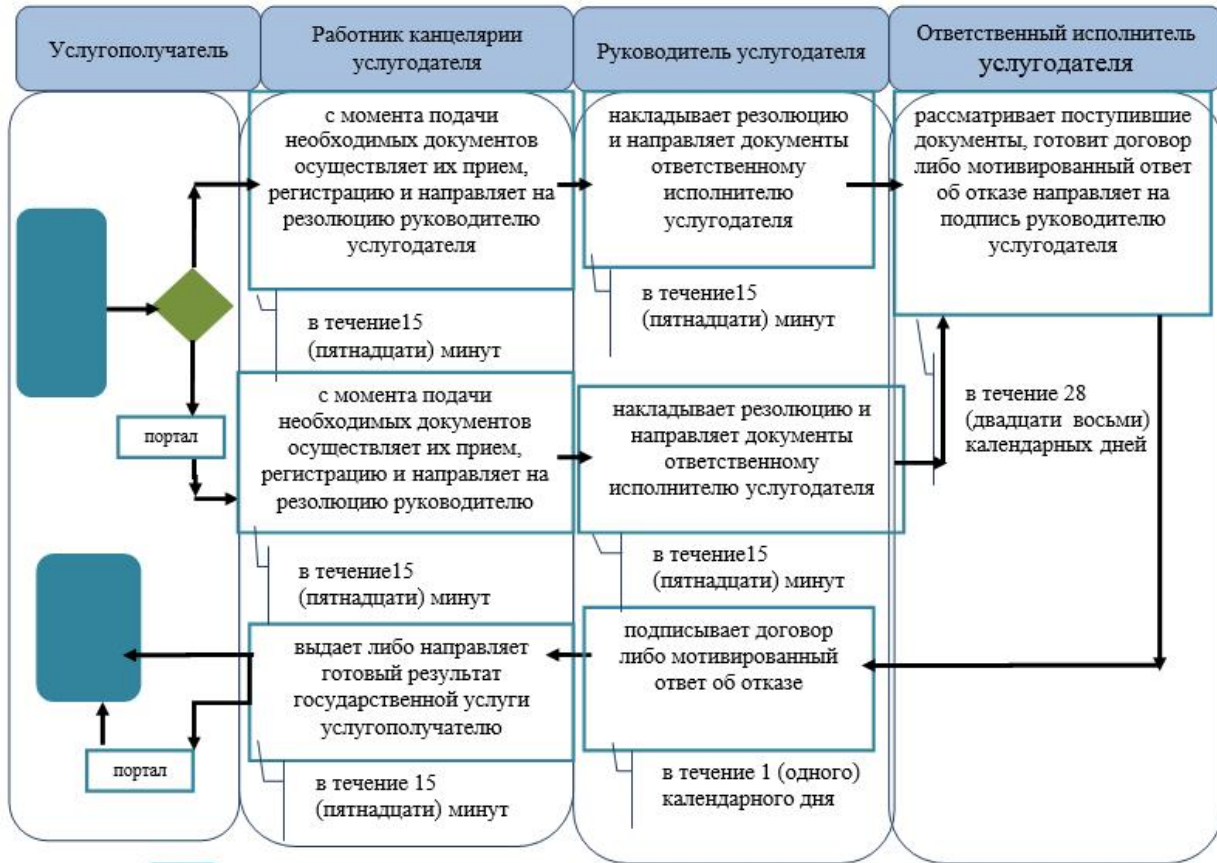 Услугополучатель
Работник канцелярии
услугодателя
Руководитель услугодателя
Ответственный исполнитель
услугодателя
с момента подачи
необходимых документов
осуществляет их прием,
регистрацию и направляет на
резолюцию руководителю
услугодателя
накладывает резолюцию
и направляет документы
ответственному
исполнителю
услугодателя
рассматривает поступившие
документы, готовит договор
либо мотивированный ответ
об отказе направляет на
подпись руководителю
услугодателя
в течение15
(пятнадцати) минут
в течение15
(пятнадцати) минут
в течение 28
(двадцати восьми)
календарных дней
портал
с момента подачи
необходимых документов
осуществляет их прием,
регистрацию и направляет на
резолюцию руководителю
накладывает резолюцию и
направляет документы
ответственному
исполнителю услугодателя
в течение15
(пятнадцати) минут
в течение15
(пятнадцати) минут
выдает либо направляет
готовый результат
государственной услуги
услугополучателю
подписывает договор
либо мотивированный
ответ об отказе
портал
в течение 15
(пятнадцати) минут
в течение 1 (одного)
календарного дня